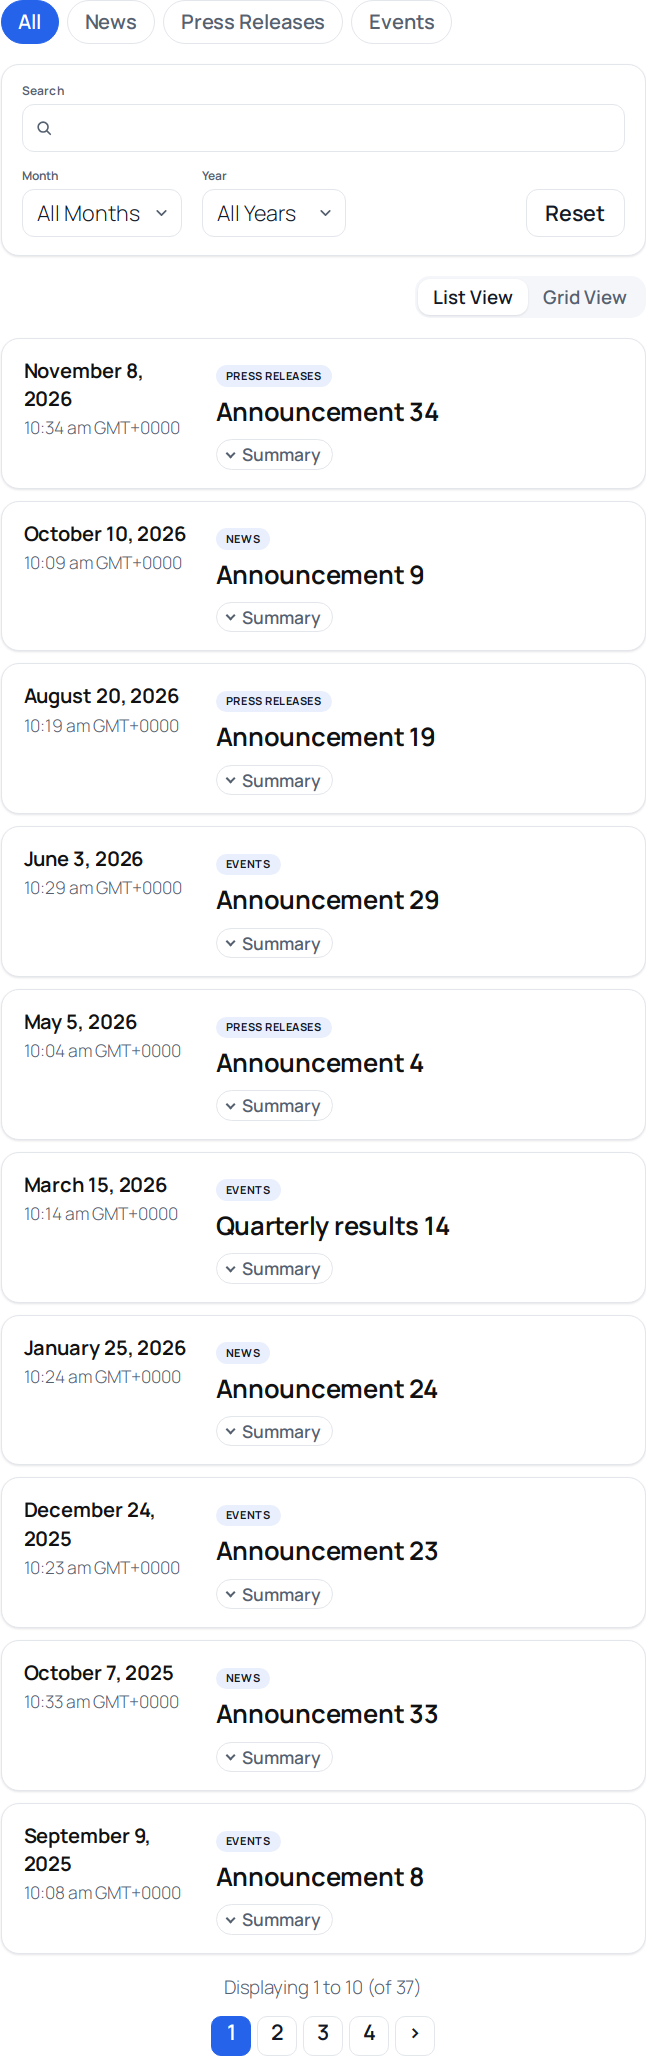 All News Press Releases Events
Search
Month Year
All Months All Years Reset
List View Grid View
November 8,
2026
10:34 am GMT+0000
PRESS RELEASES
Announcement 34
Summary
October 10, 2026
10:09 am GMT+0000
NEWS
Announcement 9
Summary
August 20, 2026
10:19 am GMT+0000
PRESS RELEASES
Announcement 19
Summary
June 3, 2026
10:29 am GMT+0000
EVENTS
Announcement 29
Summary
May 5, 2026
10:04 am GMT+0000
PRESS RELEASES
Announcement 4
Summary
March 15, 2026
10:14 am GMT+0000
EVENTS
Quarterly results 14
Summary
January 25, 2026
10:24 am GMT+0000
NEWS
Announcement 24
Summary
December 24,
2025
10:23 am GMT+0000
EVENTS
Announcement 23
Summary
October 7, 2025
10:33 am GMT+0000
NEWS
Announcement 33
Summary
September 9,
2025
10:08 am GMT+0000
EVENTS
Announcement 8
Summary
Displaying 1 to 10 (of 37)
1 2 3 4 ›